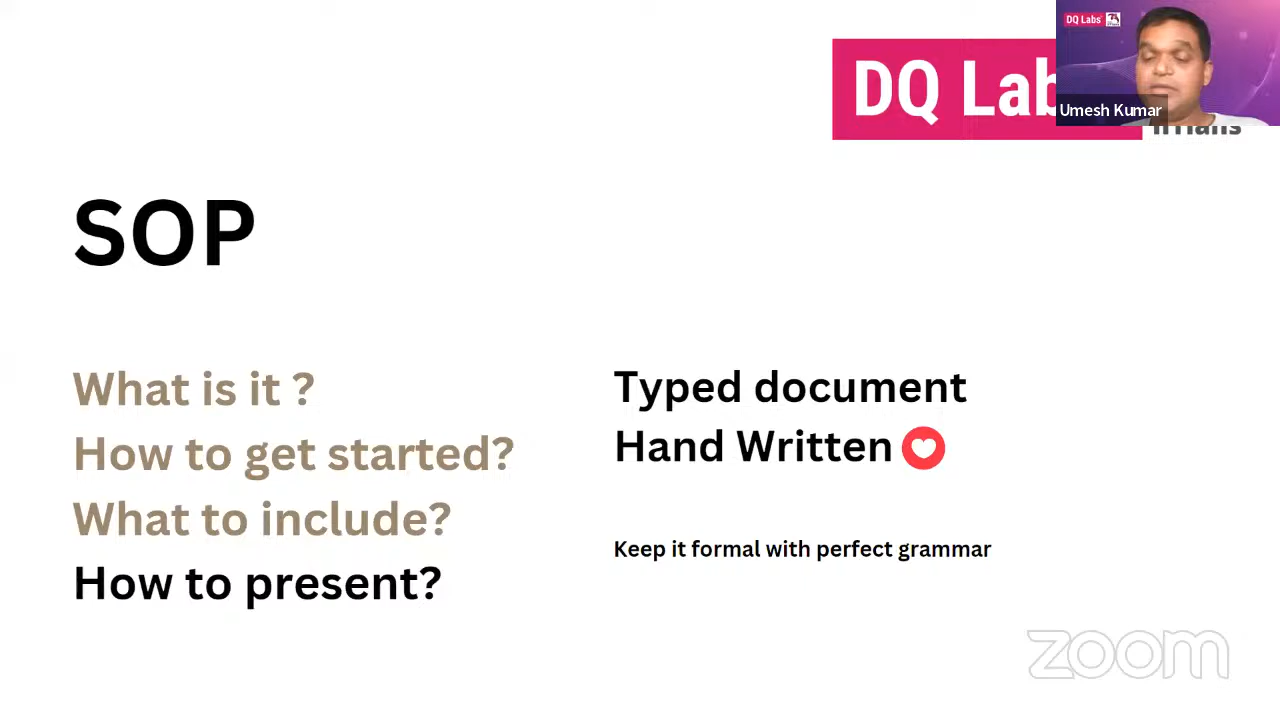 DQ Labs
DQ Lab
Umesh Kumar
SOP
What is it ?
How to get started?
What to include?
How to present?
Typed document
Hand Written
Keep it formal with perfect grammar
zoom